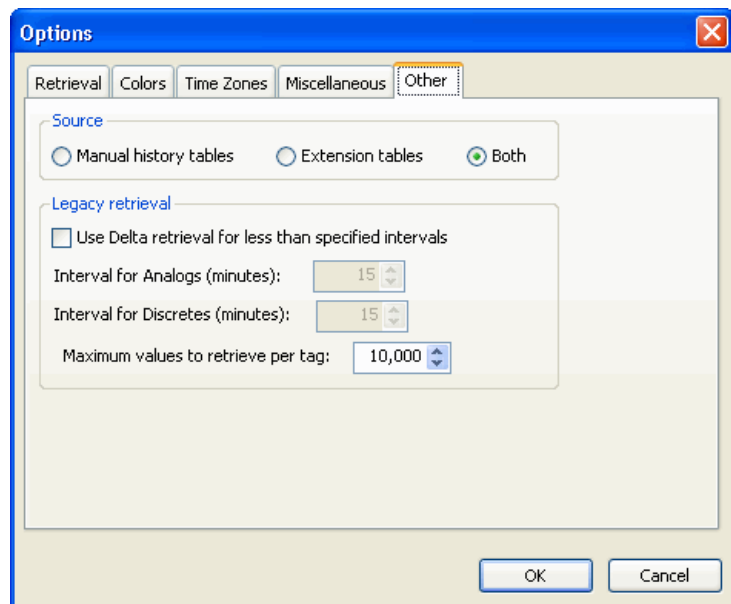 Options
Retrieval Colors Time Zones Miscellaneous Other
Source
Manual history tables Extension tables Both
Legacy retrieval
Use Delta retrieval for less than specified intervals
Interval for Analogs (minutes): 15
Interval for Discretes (minutes): 15
Maximum values to retrieve per tag: 10,000
OK Cancel